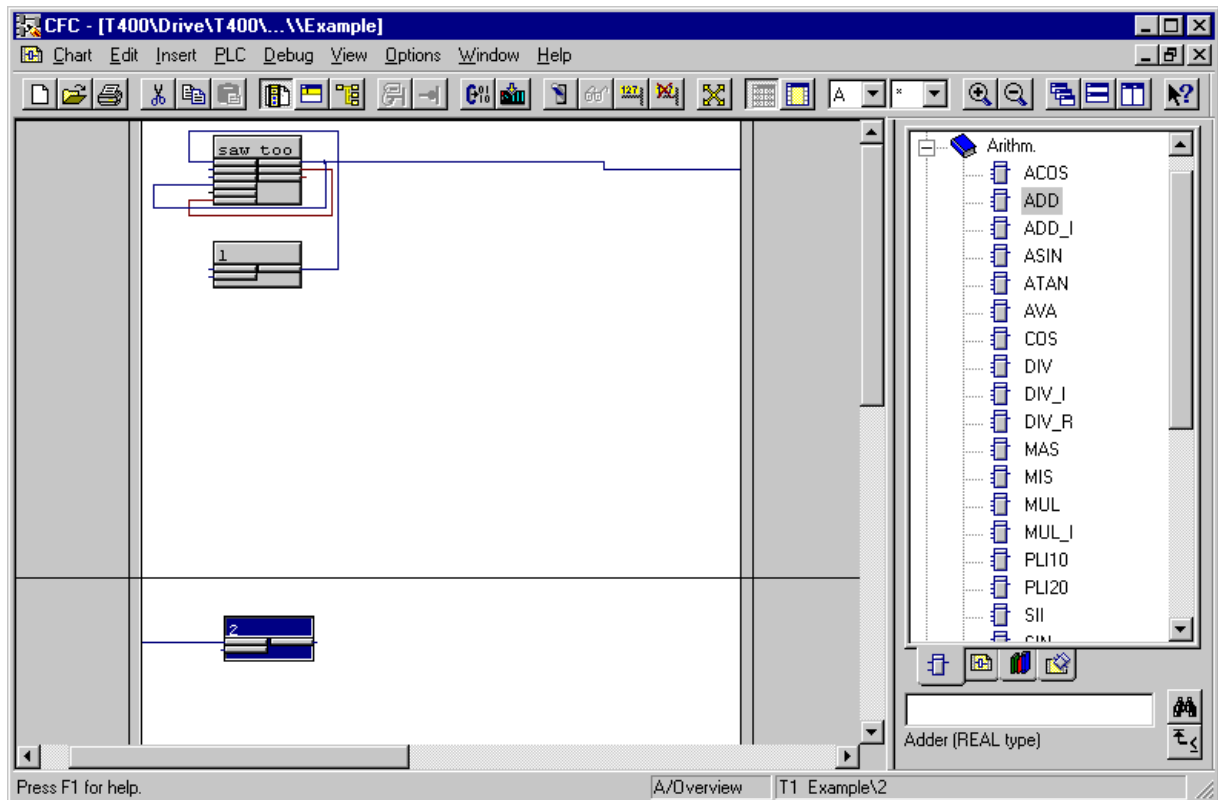 CFC - [T400\Drive\T400\...\\Example]
Chart Edit Insert PLC Debug View Options Window Help
A *
saw too
1
2
Arithm.
ACOS
ADD
ADD_I
ASIN
ATAN
AVA
COS
DIV
DIV_I
DIV_R
MAS
MIS
MUL
MUL_I
PLI10
PLI20
SII
SIN
Adder (REAL type)
Press F1 for help.
A/Overview
T1 Example\2